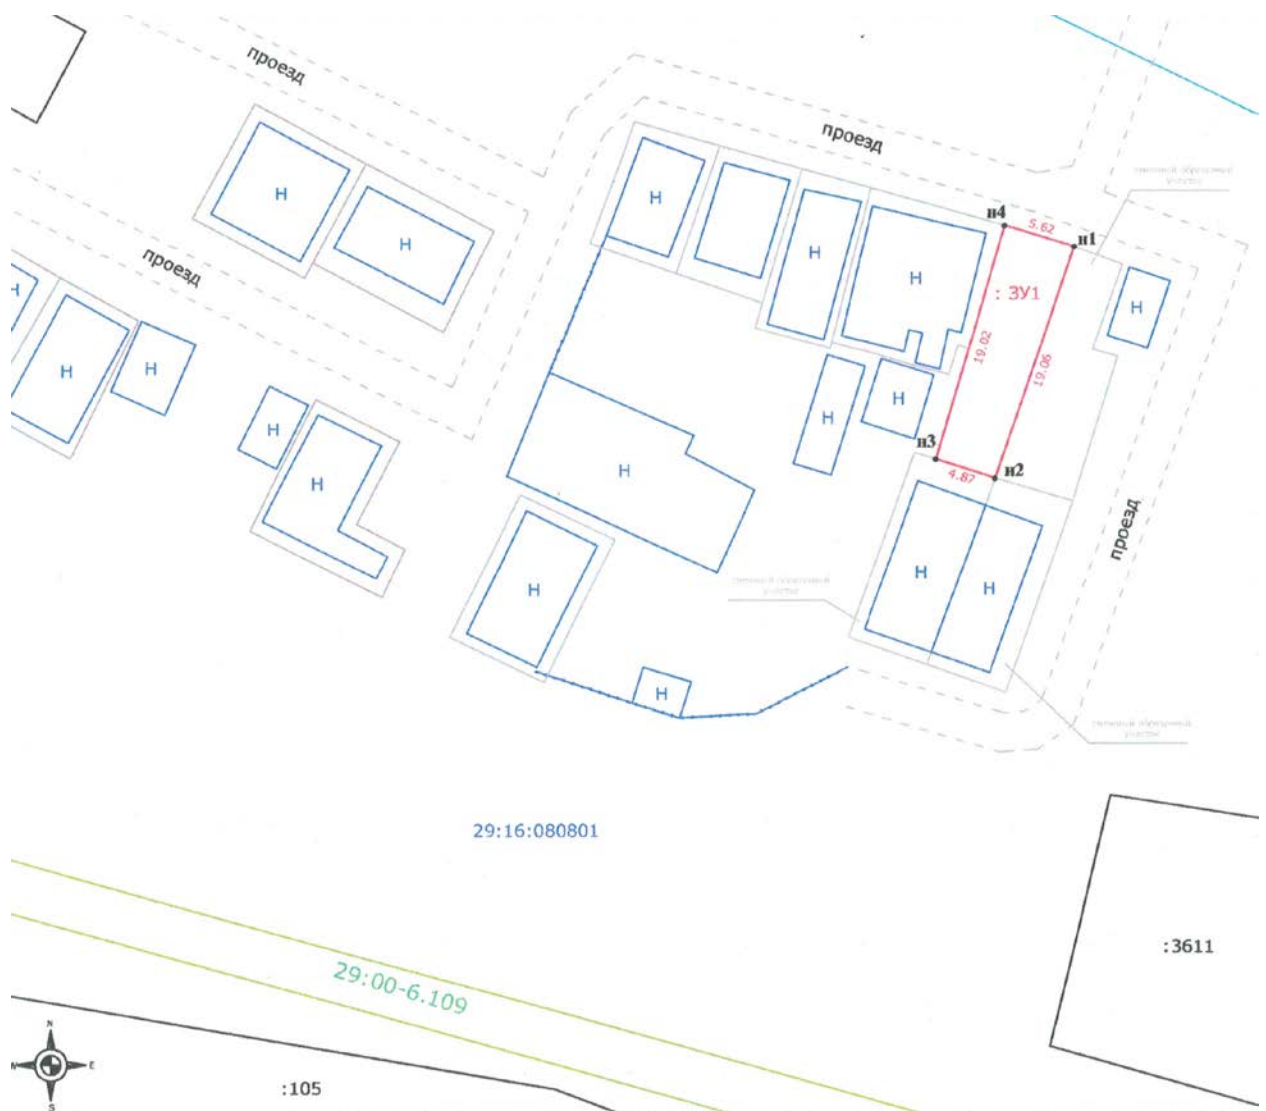 проезд
проезд
н4
5.62
н1
Н
Н
Н
Н
Н
: ЗУ1
Н
проезд
Н
19.02
19.06
Н
Н
Н
Н
Н
Н
н3
н2
4.87
Н
Н
проезд
Н
Н
Н
Н
29:16:080801
:3611
29:00-6.109
N
W
E
S
:105